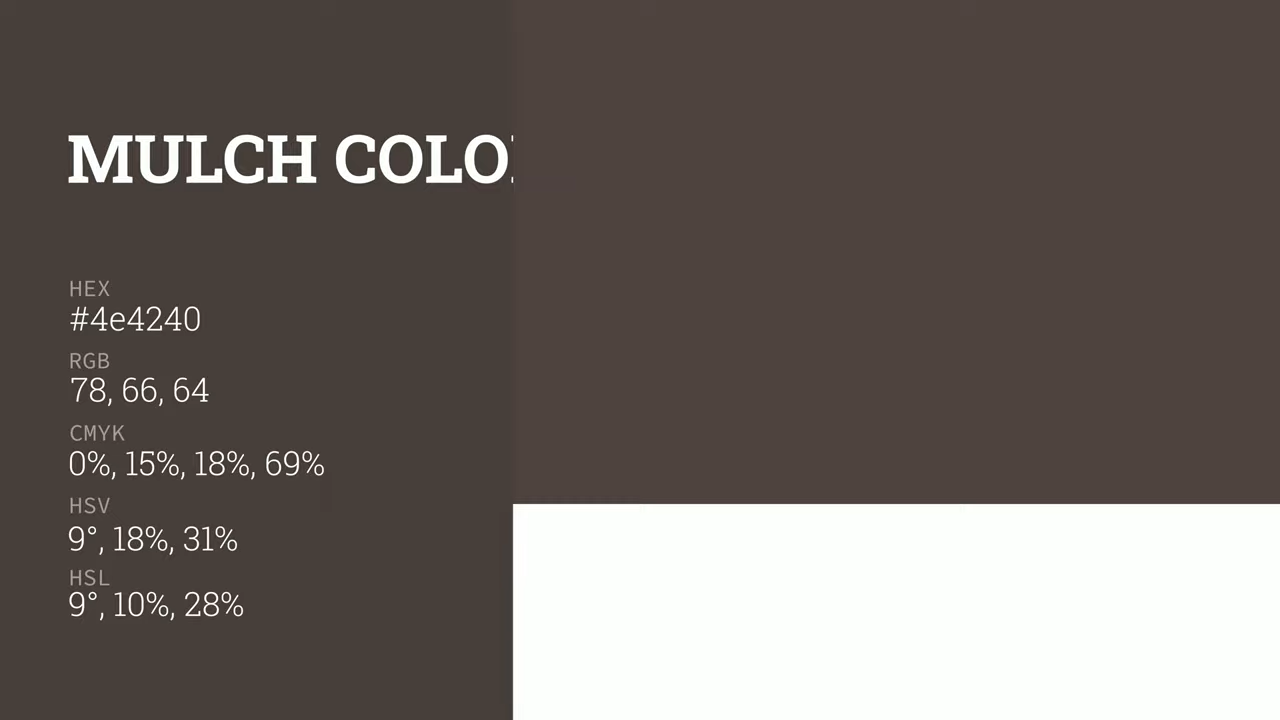 MULCH COLO
HEX
#4e4240
RGB
78, 66, 64
CMYK
0%, 15%, 18%, 69%
HSV
9°, 18%, 31%
HSL
9°, 10%, 28%